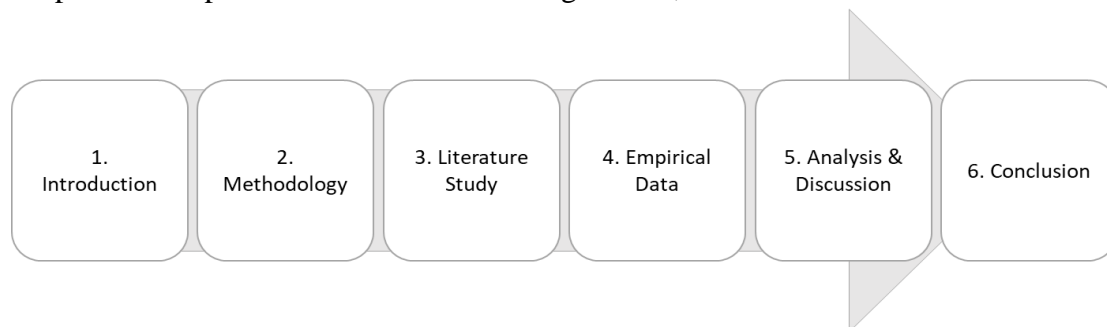 1.
Introduction
2.
Methodology
3. Literature
Study
4. Empirical
Data
5. Analysis &
Discussion
6. Conclusion